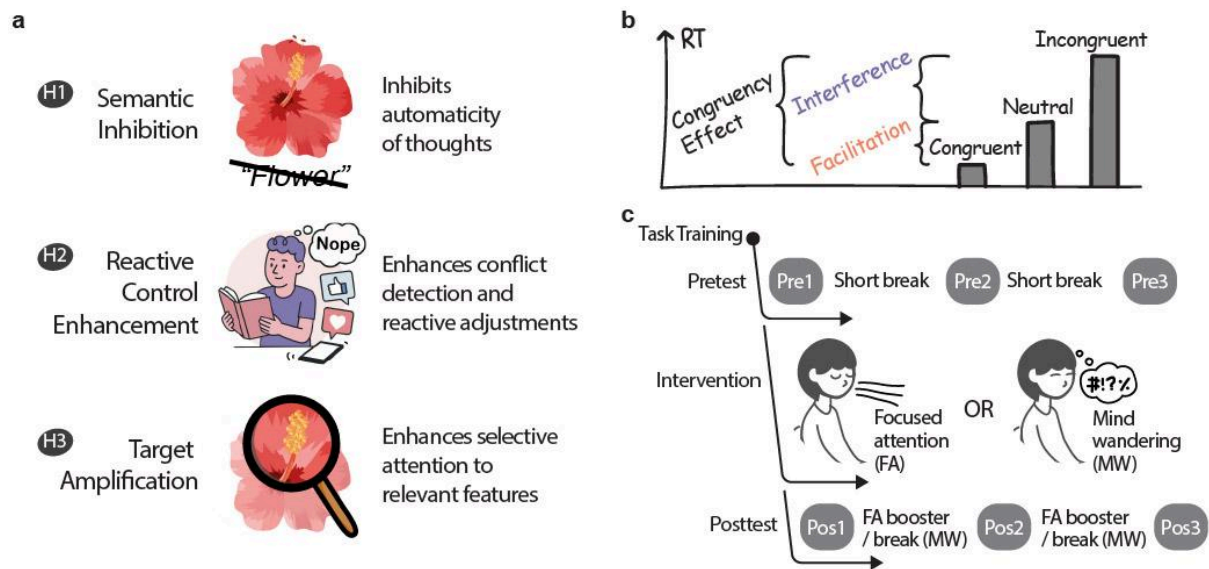 a
H1
Semantic
Inhibition
"Flower"
Inhibits
automaticity
of thoughts
H2
Reactive
Control
Enhancement
Nope
Enhances conflict
detection and
reactive adjustments
H3
Target
Amplification
Enhances selective
attention to
relevant features
b
RT
Congruency
Effect
Interference
Facilitation
Congruent
Neutral
Incongruent
c
Task Training
Pretest
Pre1 Short break Pre2 Short break Pre3
Intervention
Focused
attention
(FA)
OR
#!?%
Mind
wandering
(MW)
Posttest
Pos1
FA booster
/ break (MW)
Pos2
FA booster
/ break (MW)
Pos3